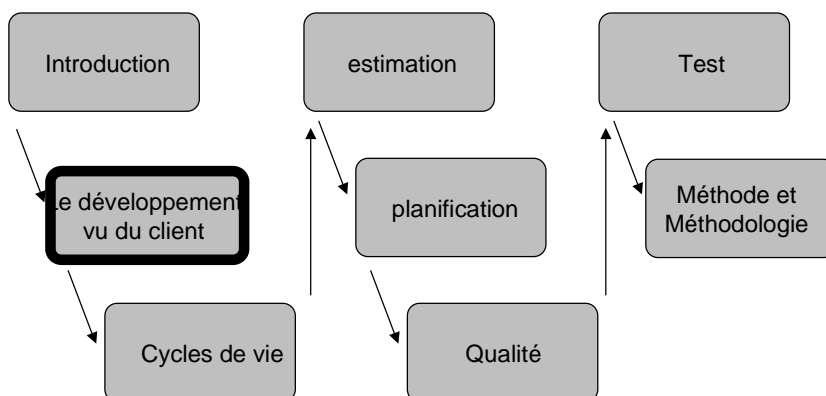 Introduction
Le développement
vu du client
Cycles de vie
estimation
planification
Qualité
Test
Méthode et
Méthodologie